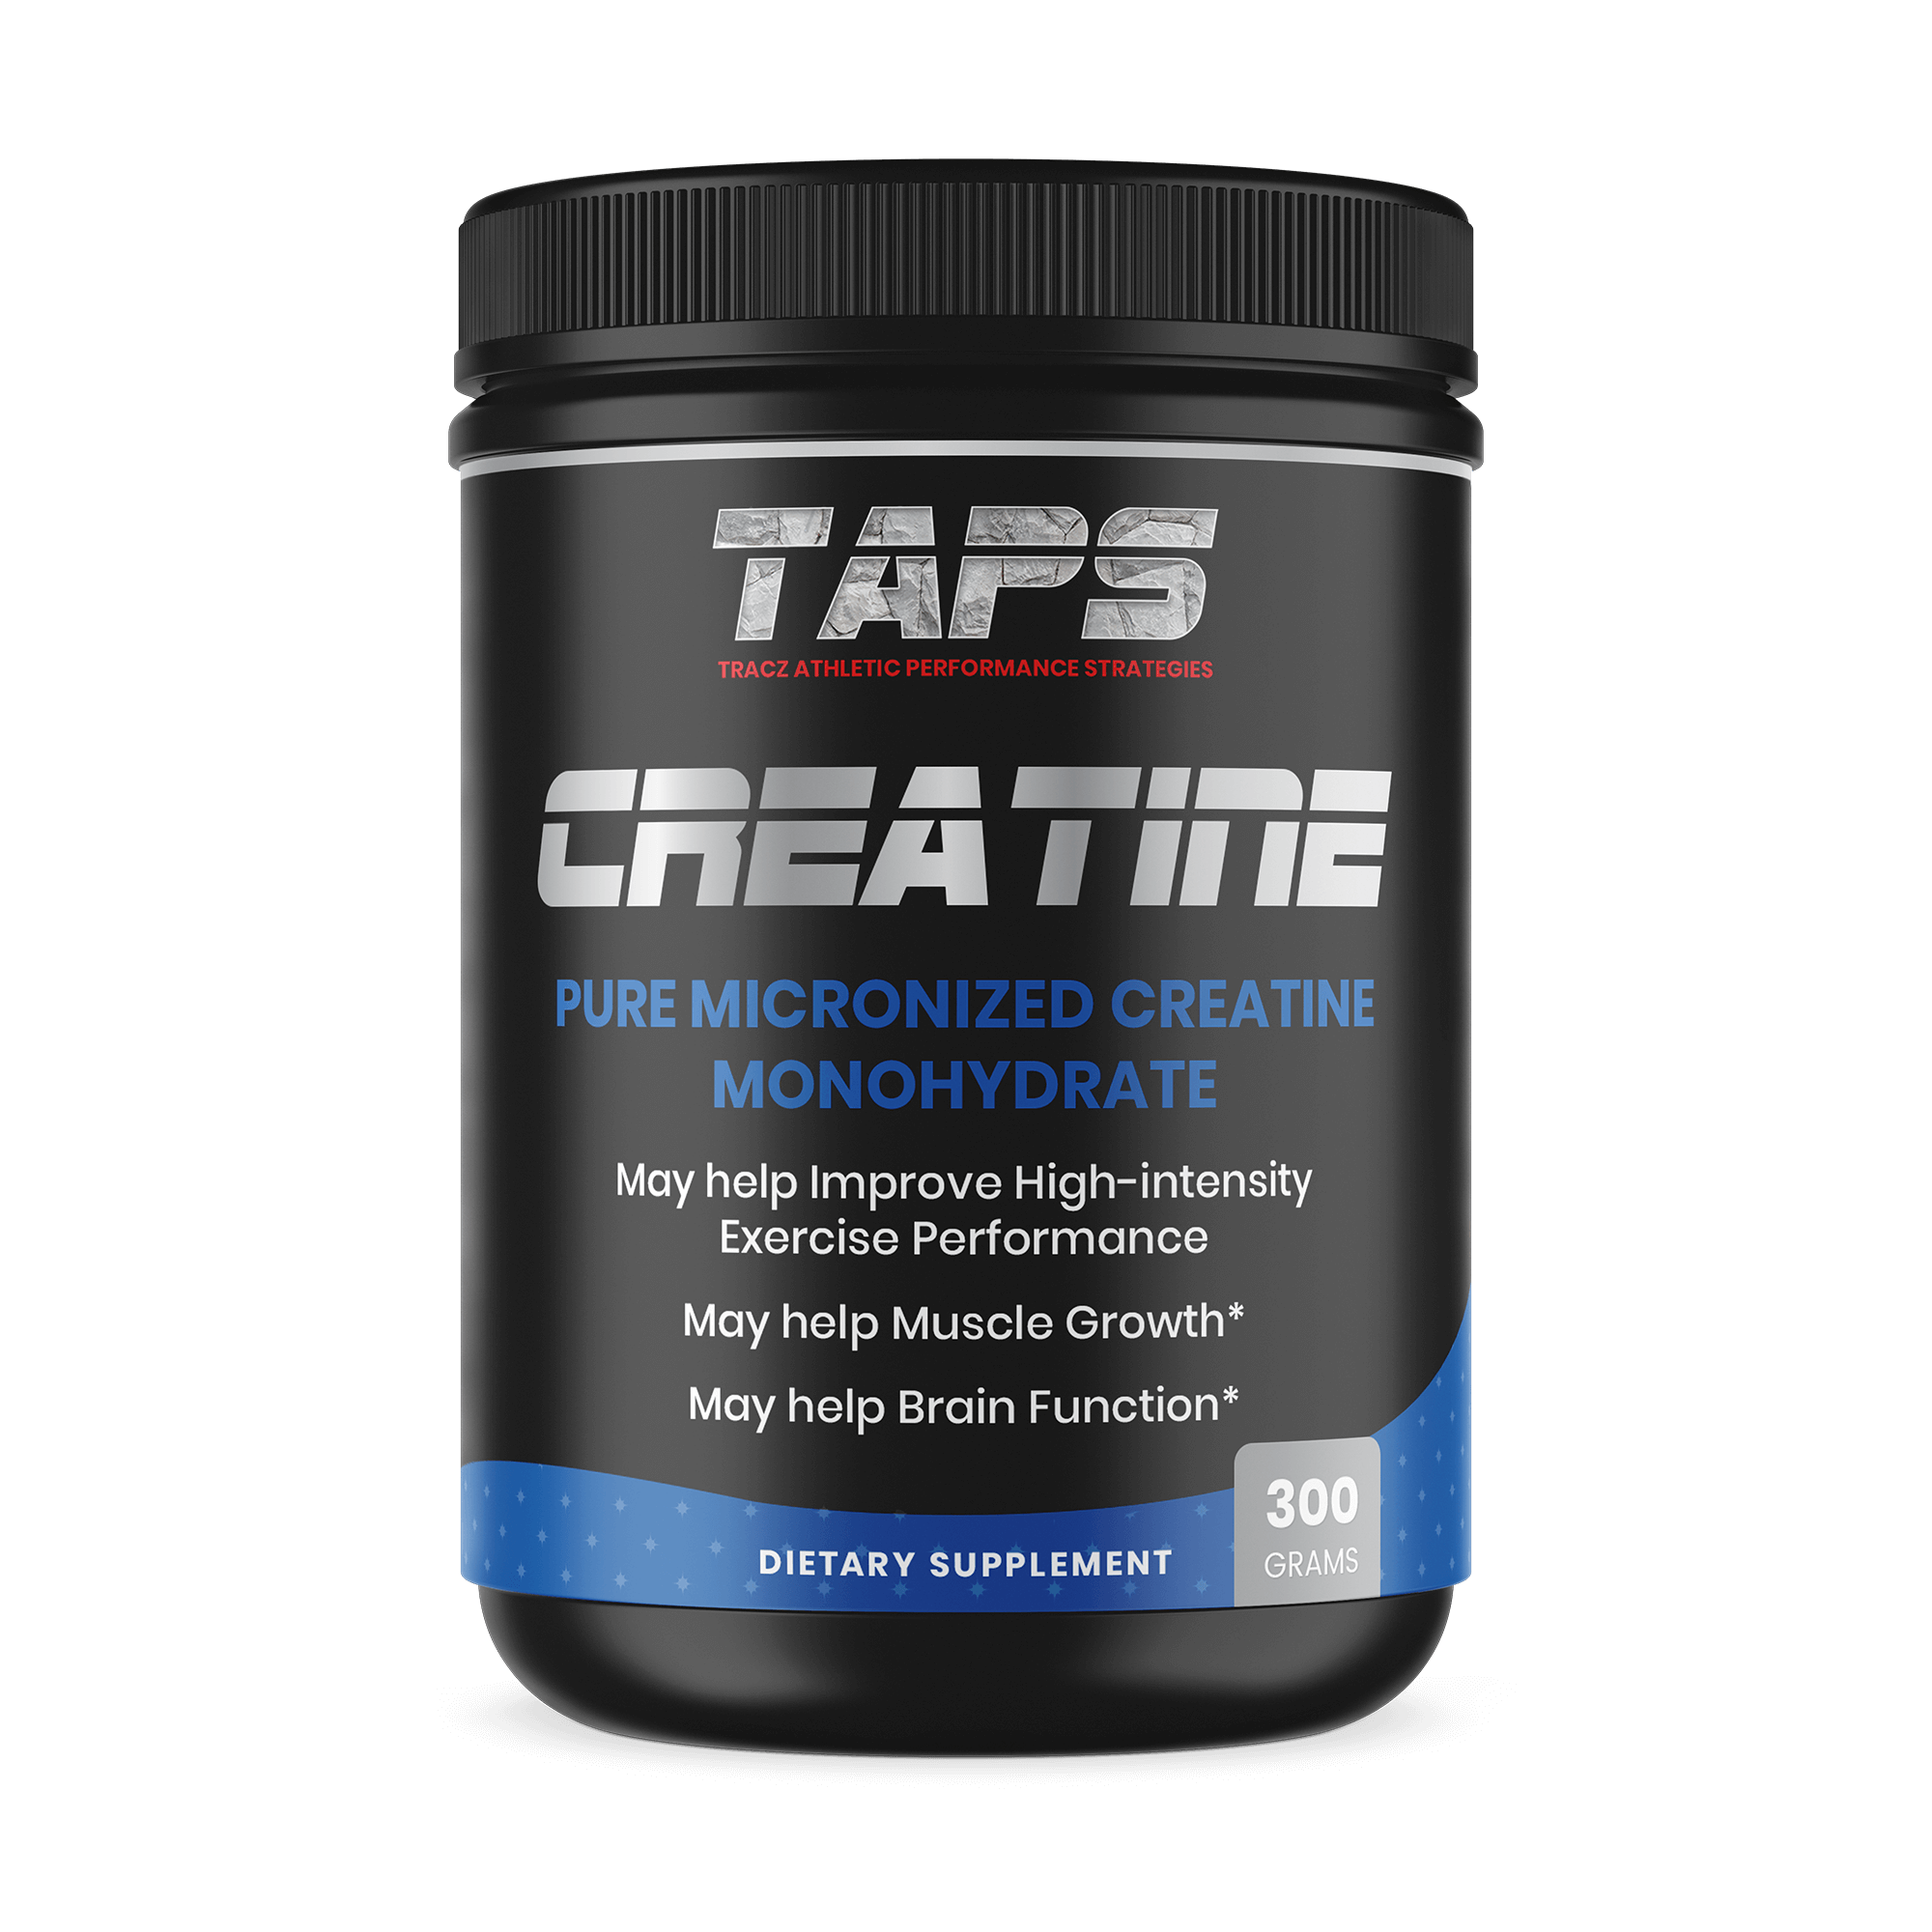 TAPS
TRACZ ATHLETIC PERFORMANCE STRATEGIES
CREATINE
PURE MICRONIZED CREATINE
MONOHYDRATE
May help Improve High-intensity
Exercise Performance
May help Muscle Growth*
May help Brain Function*
300
GRAMS
DIETARY SUPPLEMENT